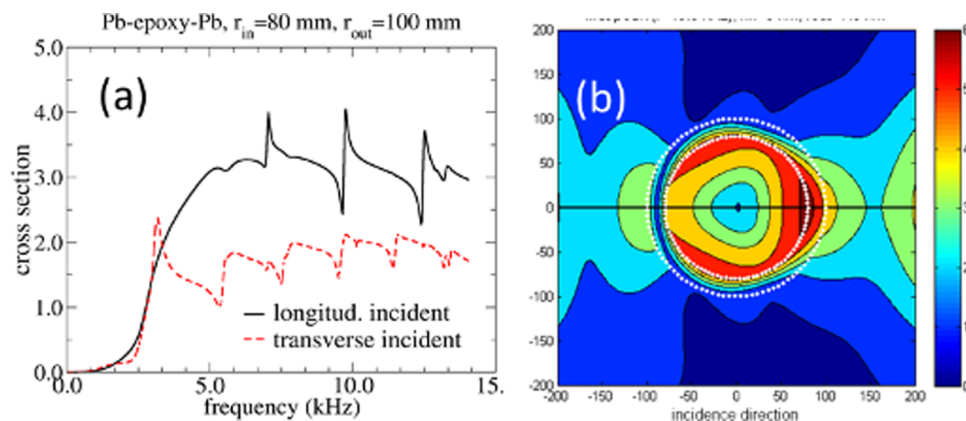 Pb-epoxy-Pb, r_in=80 mm, r_out=100 mm
(a)
5.0
4.0
3.0
2.0
1.0
0.0
cross section
longitud. incident
transverse incident
0.0 5.0 10.0 15.
frequency (kHz)
(b)
200
150
100
50
0
-50
-100
-150
-200
-200 -150 -100 -50 0 50 100 150 200
incidence direction